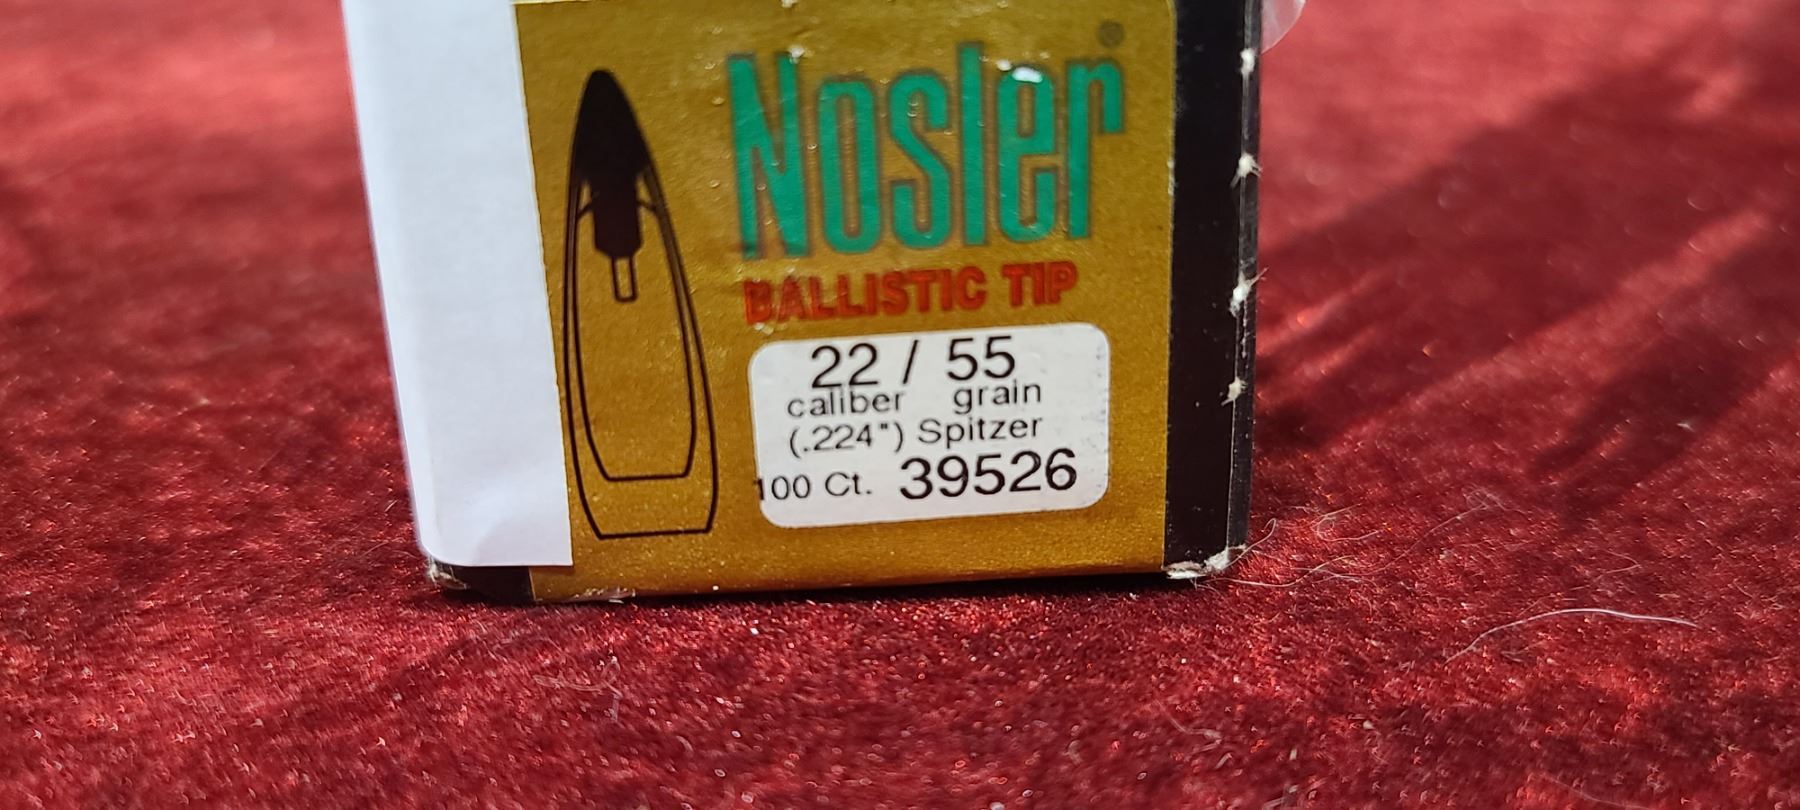 Nosler®
BALLISTIC TIP
22 / 55
caliber grain
(.224") Spitzer
100 Ct. 39526